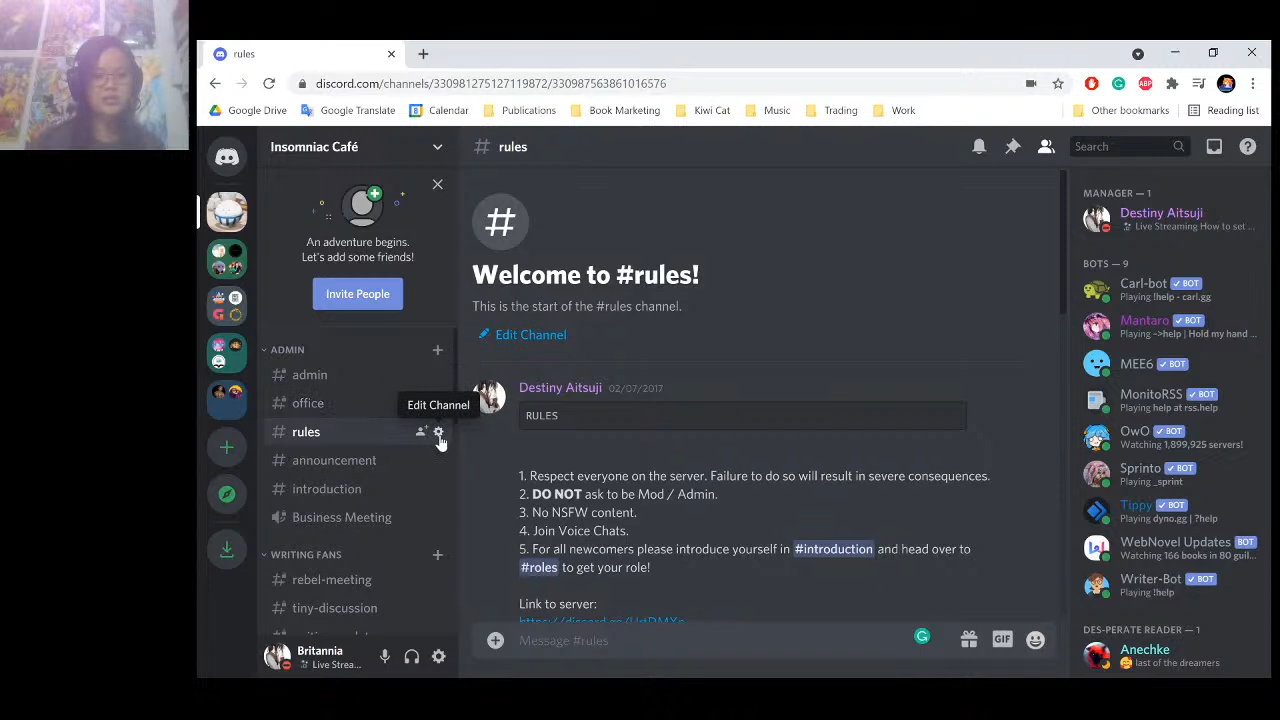 rules
discord.com/channels/330981275127119872/330987563861016576
Google Drive Google Translate Calendar Publications Book Marketing Kiwi Cat Music Trading Work Other bookmarks Reading list
ABP
Insomniac Café
An adventure begins.
Let's add some friends!
Invite People
ADMIN
admin
office
Edit Channel
rules
announcement
introduction
Business Meeting
WRITING FANS
rebel-meeting
tiny-discussion
Britannia
Live Strea...
# rules
Search
Welcome to #rules!
This is the start of the #rules channel.
Edit Channel
Destiny Aitsuji 02/07/2017
RULES
1. Respect everyone on the server. Failure to do so will result in severe consequences.
2. DO NOT ask to be Mod / Admin.
3. No NSFW content.
4. Join Voice Chats.
5. For all newcomers please introduce yourself in #introduction and head over to
#roles to get your role!
Link to server:
Message #rules
GIF
MANAGER — 1
Destiny Aitsuji
Live Streaming How to set ...
BOTS — 9
Carl-bot ✓ BOT
Playing !help - carl.gg
Mantaro ✓ BOT
Playing ~>help | Hold my hand ...
MEE6 ✓ BOT
MonitoRSS ✓ BOT
Playing rss.help
OwO ✓ BOT
Playing 1,899,925 servers!
Sprinto ✓ BOT
Playing _sprint
Tippy ✓ BOT
Playing dyno.gg | ?help
WebNovel Updates BOT
Watching 166 books in 80 guil...
Writer-Bot ✓ BOT
Playing !help
DES-PERATE READER — 1
Anechke
last of the dreamers